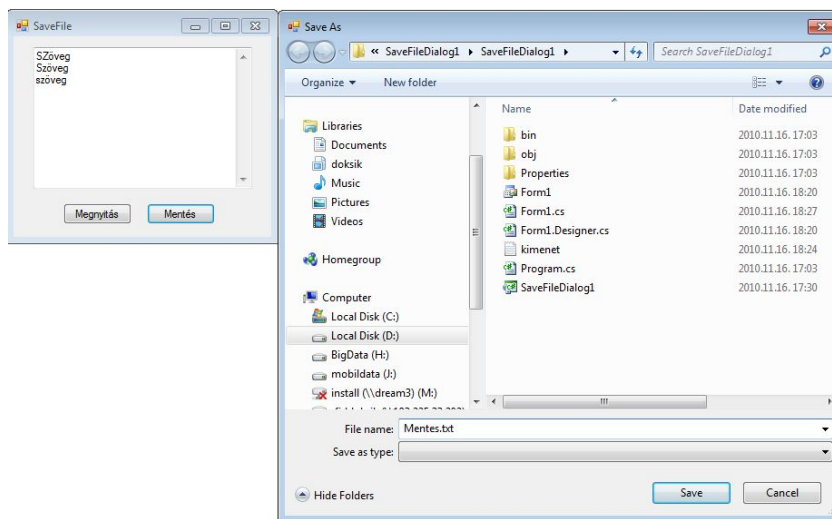 SaveFile
SZöveg
Szöveg
szöveg
Megnyitás
Mentés
Save As
« SaveFileDialog1 SaveFileDialog1
Search SaveFileDialog1
Organize
New folder
Name
Date modified
Libraries
Documents
doksik
Music
Pictures
Videos
Homegroup
Computer
Local Disk (C:)
Local Disk (D:)
BigData (H:)
mobildata (J:)
install (\\dream3) (M:)
bin 2010.11.16. 17:03
obj 2010.11.16. 17:03
Properties 2010.11.16. 17:03
Form1 2010.11.16. 18:20
Form1.cs 2010.11.16. 18:27
Form1.Designer.cs 2010.11.16. 18:20
kimenet 2010.11.16. 18:24
Program.cs 2010.11.16. 17:03
SaveFileDialog1 2010.11.16. 17:30
File name: Mentes.txt
Save as type:
Hide Folders
Save
Cancel